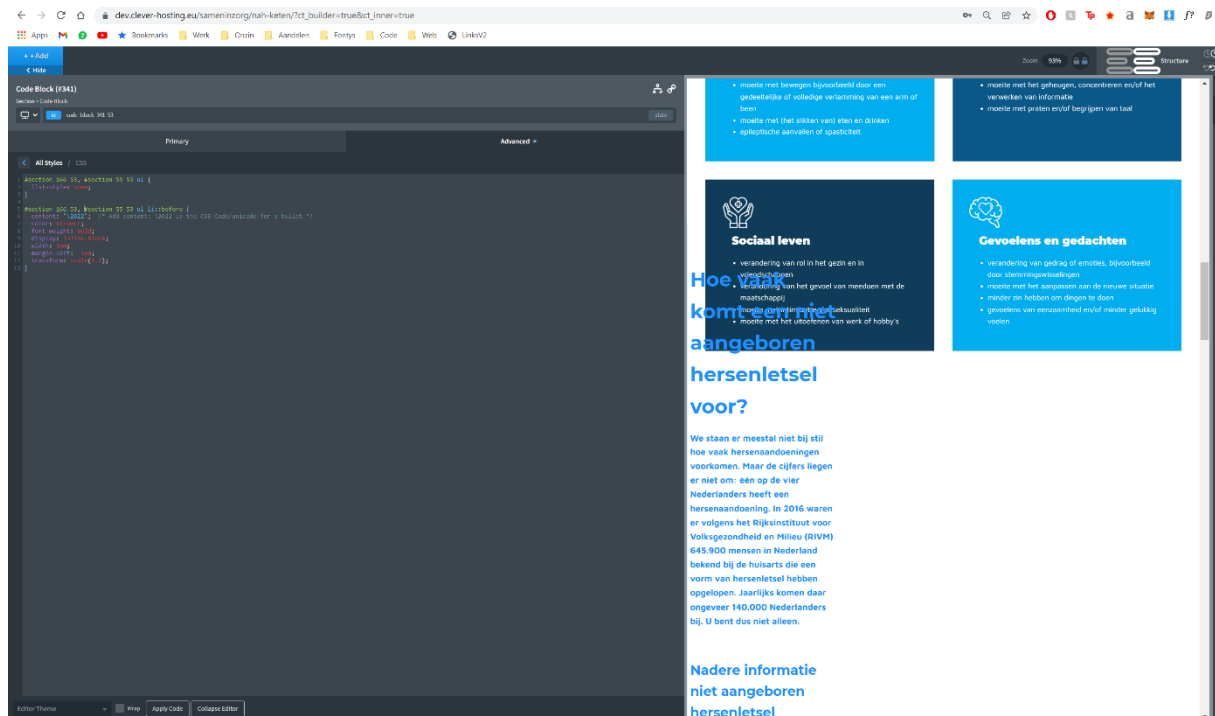 dev.clever-hosting.eu/sameninzorg/nah-keten/?ct_builder=true&ct_inner=true
Apps
Bookmarks
Werk
Onzin
Aandelen
Fontys
Code
Web
LinksV2
+ +Add
< Hide
Zoom 93%
Structure
Code Block (#341)
Section > Code Block
id
state
Primary
Advanced
< All Styles / CSS
list-style: none;
content: "\2022"; /* Add content: \2022 is the CSS Code/unicode for a bullet */
font-weight: bold;
display: inline-block;
Editor Theme
Wrap
Apply Code
Collapse Editor
• moeite met bewegen bijvoorbeeld door een
gedeeltelijke of volledige verlamming van een arm of
been
• moeite met (het slikken van) eten en drinken
• epileptische aanvallen of spasticiteit
• moeite met het geheugen, concentreren en/of het
verwerken van informatie
• moeite met praten en/of begrijpen van taal
Sociaal leven
• verandering van rol in het gezin en in
vriendschappen
• verandering van het gevoel van meedoen met de
maatschappij
seksualiteit
• moeite met het uitoefenen van werk of hobby's
Gevoelens en gedachten
• verandering van gedrag of emoties, bijvoorbeeld
door stemmingswisselingen
• moeite met het aanpassen aan de nieuwe situatie
• minder zin hebben om dingen te doen
• gevoelens van eenzaamheid en/of minder gelukkig
voelen
Hoe vaak
komt een niet
aangeboren
hersenletsel
voor?
We staan er meestal niet bij stil
hoe vaak hersenaandoeningen
voorkomen. Maar de cijfers liegen
er niet om: één op de vier
Nederlanders heeft een
hersenaandoening. In 2016 waren
er volgens het Rijksinstituut voor
Volksgezondheid en Milieu (RIVM)
645.900 mensen in Nederland
bekend bij de huisarts die een
vorm van hersenletsel hebben
opgelopen. Jaarlijks komen daar
ongeveer 140.000 Nederlanders
bij. U bent dus niet alleen.
Nadere informatie
niet aangeboren
hersenletsel